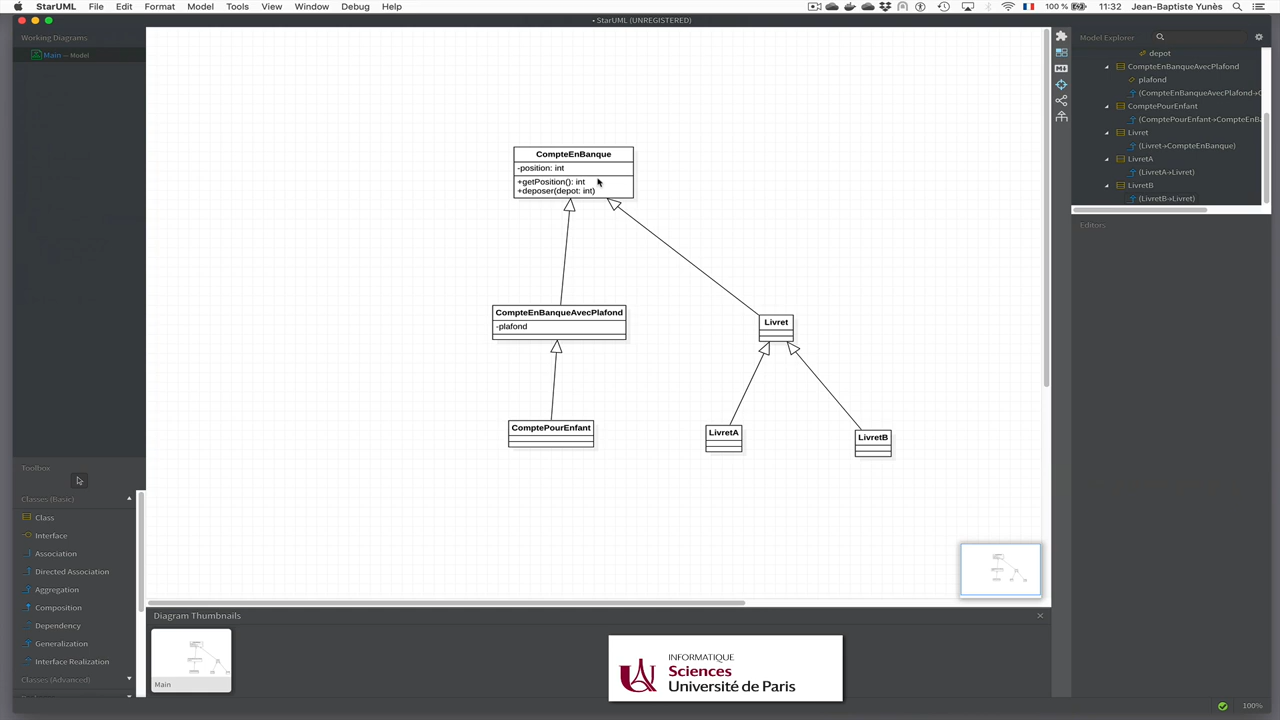 StarUML File Edit Format Model Tools View Window Debug Help
100 % 11:32 Jean-Baptiste Yunès
• StarUML (UNREGISTERED)
Working Diagrams
Main — Model
CompteEnBanque
-position: int
+getPosition(): int
+deposer(depot: int)
CompteEnBanqueAvecPlafond
-plafond
Livret
ComptePourEnfant
LivretA
LivretB
Model Explorer
depot
CompteEnBanqueAvecPlafond
plafond
(CompteEnBanqueAvecPlafond→C
ComptePourEnfant
(ComptePourEnfant→CompteEnBa
Livret
(Livret→CompteEnBanque)
LivretA
(LivretA→Livret)
LivretB
(LivretB→Livret)
Editors
Toolbox
Classes (Basic)
Class
Interface
Association
Directed Association
Aggregation
Composition
Dependency
Generalization
Interface Realization
Classes (Advanced)
Diagram Thumbnails
Main
INFORMATIQUE
Sciences
Université de Paris
100%